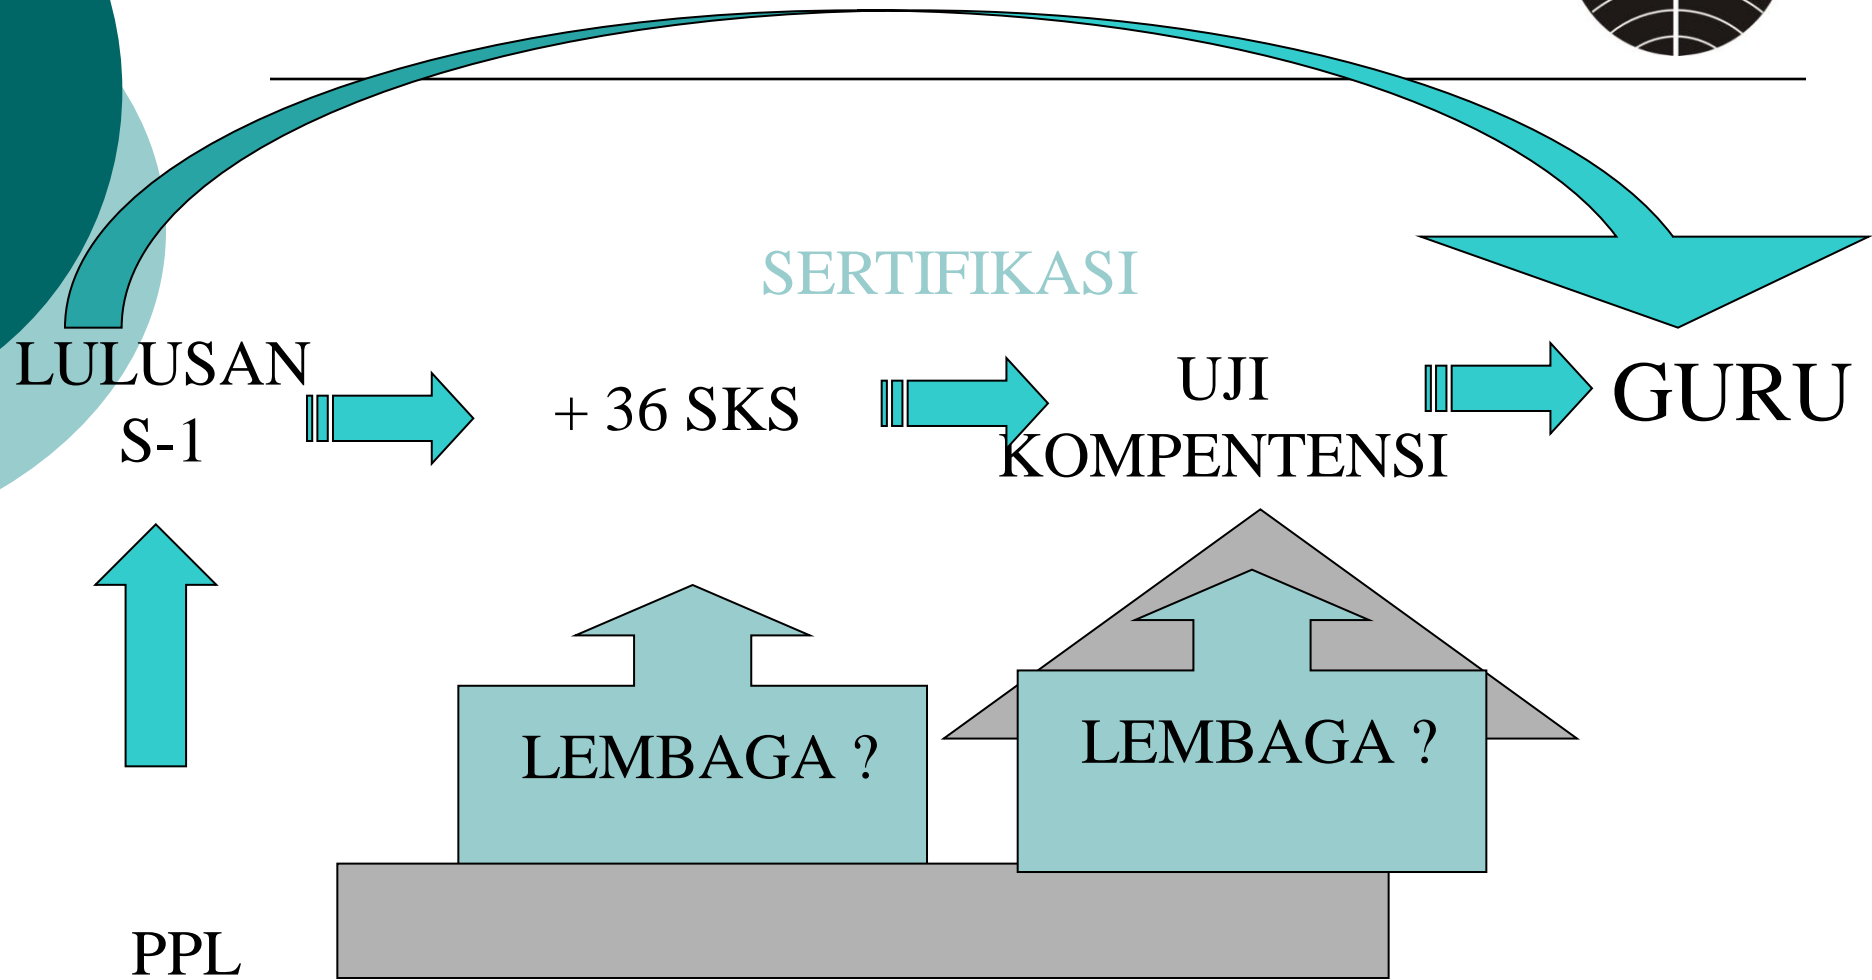 SERTIFIKASI
LULUSAN
S-1
+ 36 SKS
UJI
KOMPENTENSI
GURU
LEMBAGA ?
LEMBAGA ?
PPL